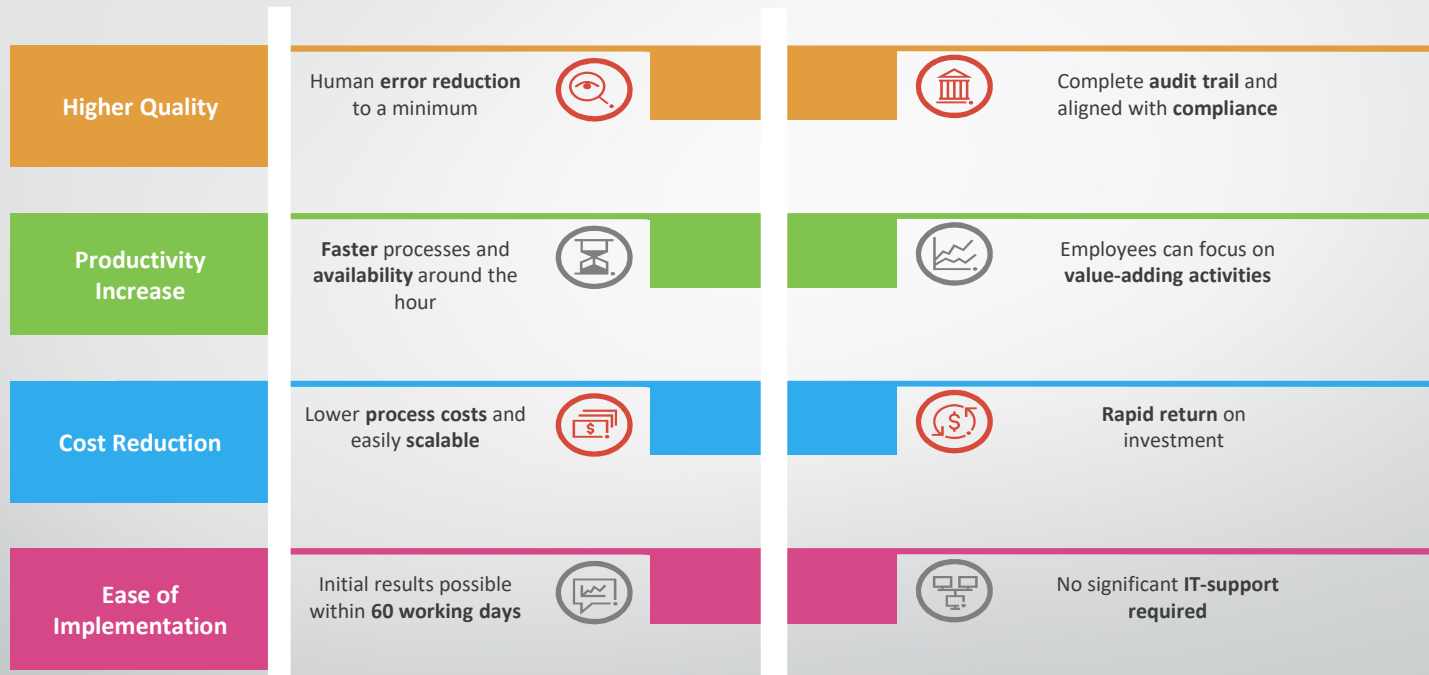 Higher Quality
Human error reduction
to a minimum
Complete audit trail and
aligned with compliance
Productivity
Increase
Faster processes and
availability around the
hour
Employees can focus on
value-adding activities
Cost Reduction
Lower process costs and
easily scalable
Rapid return on
investment
Ease of
Implementation
Initial results possible
within 60 working days
No significant IT-support
required